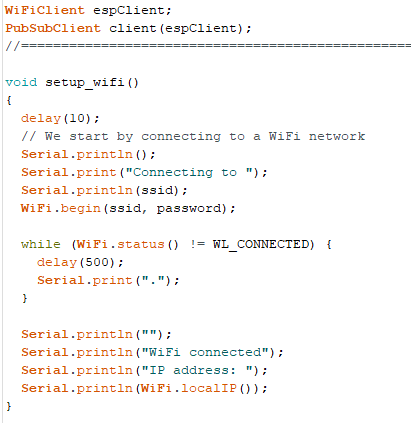 WiFiClient espClient;
PubSubClient client(espClient);
//=================================================
void setup_wifi()
{
  delay(10);
  // We start by connecting to a WiFi network
  Serial.println();
  Serial.print("Connecting to ");
  Serial.println(ssid);
  WiFi.begin(ssid, password);
  while (WiFi.status() != WL_CONNECTED) {
    delay(500);
    Serial.print(".");
  }
  Serial.println("");
  Serial.println("WiFi connected");
  Serial.println("IP address: ");
  Serial.println(WiFi.localIP());
}